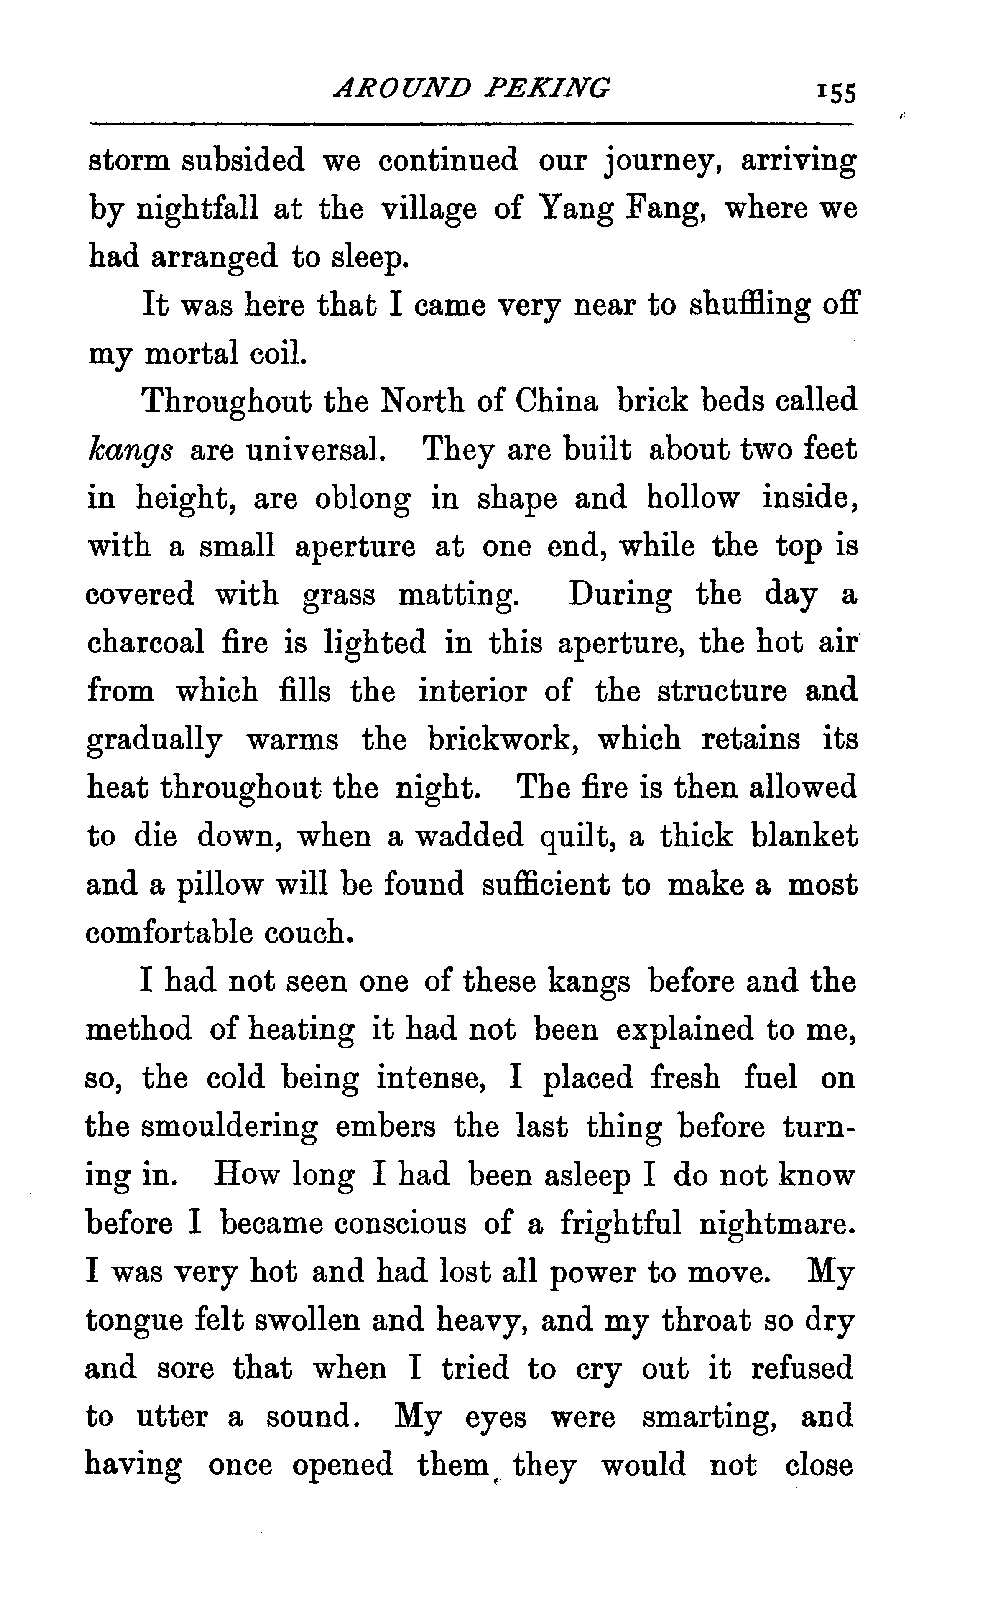 AROUND PEKING 155
storm subsided we continued our journey, arriving
by nightfall at the village of Yang Fang, where we
had arranged to sleep.
It was here that I came very near to shuffling off
my mortal coil.
Throughout the North of China brick beds called
kangs are universal. They are built about two feet
in height, are oblong in shape and hollow inside,
with a small aperture at one end, while the top is
covered with grass matting. During the day a
charcoal fire is lighted in this aperture, the hot air
from which fills the interior of the structure and
gradually warms the brickwork, which retains its
heat throughout the night. The fire is then allowed
to die down, when a wadded quilt, a thick blanket
and a pillow will be found sufficient to make a most
comfortable couch.
I had not seen one of these kangs before and the
method of heating it had not been explained to me,
so, the cold being intense, I placed fresh fuel on
the smouldering embers the last thing before turn-
ing in. How long I had been asleep I do not know
before I became conscious of a frightful nightmare.
I was very hot and had lost all power to move. My
tongue felt swollen and heavy, and my throat so dry
and sore that when I tried to cry out it refused
to utter a sound. My eyes were smarting, and
having once opened them, they would not close